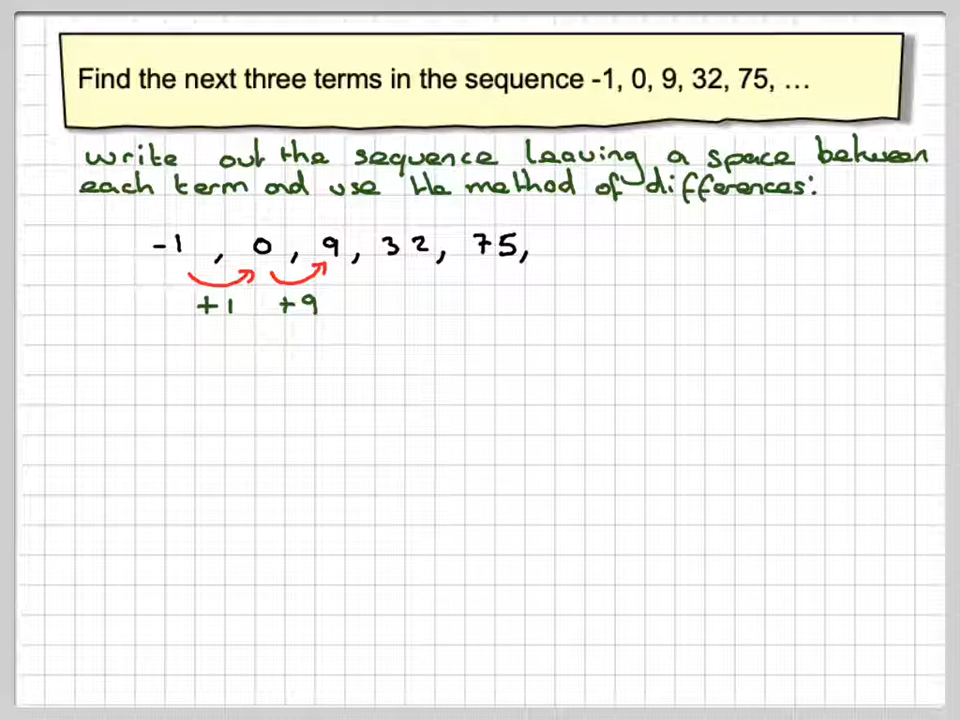 Find the next three terms in the sequence -1, 0, 9, 32, 75, …
write out the sequence leaving a space between
each term and use the method of differences:
-1 , 0 , 9 , 32 , 75 ,
+1 +9